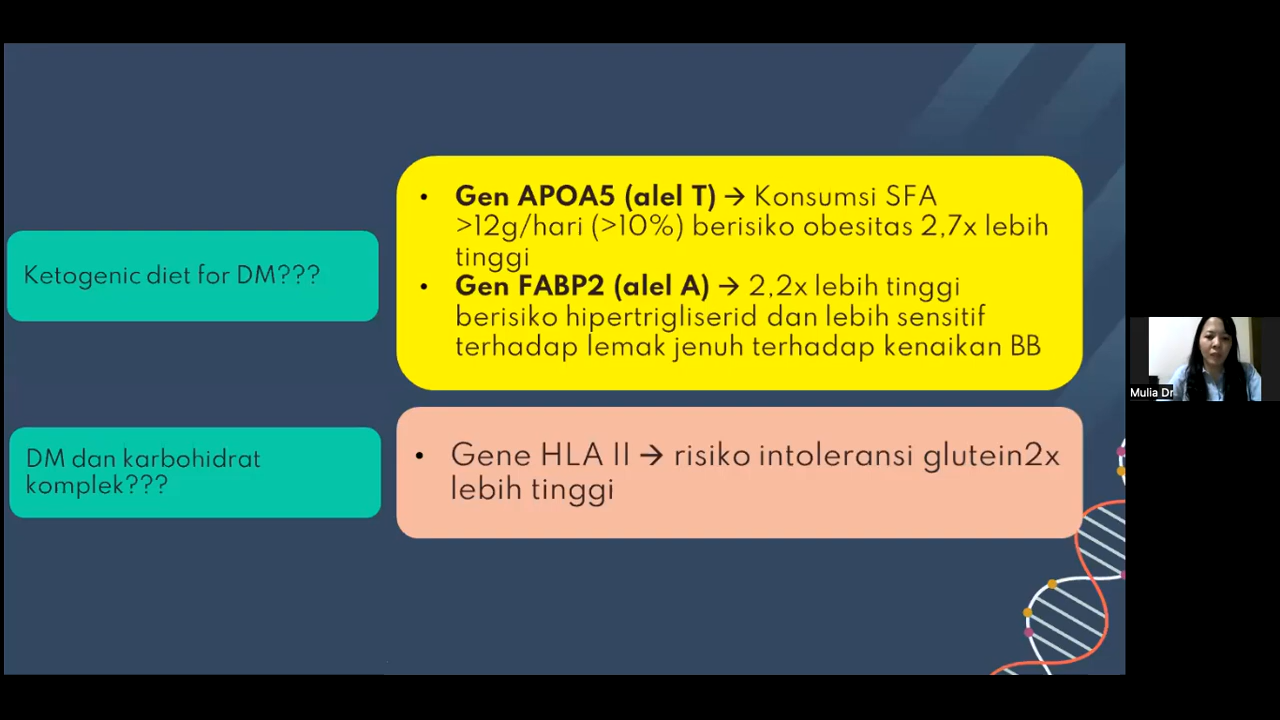 Ketogenic diet for DM???
• Gen APOA5 (alel T) → Konsumsi SFA
>12g/hari (>10%) berisiko obesitas 2,7x lebih
tinggi
• Gen FABP2 (alel A) → 2,2x lebih tinggi
berisiko hipertrigliserid dan lebih sensitif
terhadap lemak jenuh terhadap kenaikan BB
DM dan karbohidrat
komplek???
• Gene HLA II → risiko intoleransi glutein2x
lebih tinggi
Mulia Dr